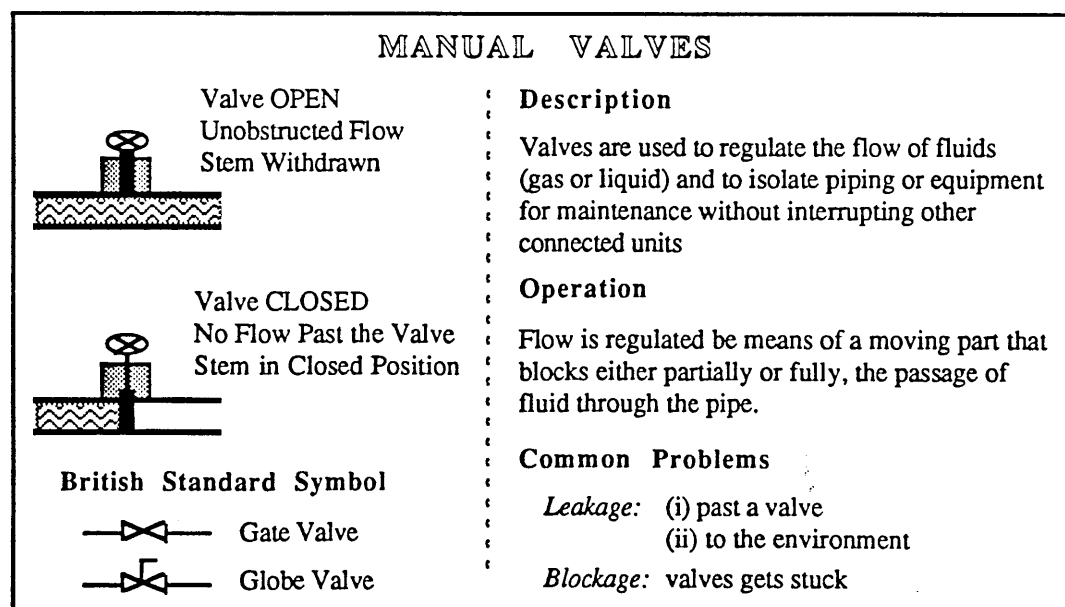 MANUAL VALVES
Valve OPEN
Unobstructed Flow
Stem Withdrawn
Valve CLOSED
No Flow Past the Valve
Stem in Closed Position
British Standard Symbol
Gate Valve
Globe Valve
Description
Valves are used to regulate the flow of fluids
(gas or liquid) and to isolate piping or equipment
for maintenance without interrupting other
connected units
Operation
Flow is regulated be means of a moving part that
blocks either partially or fully, the passage of
fluid through the pipe.
Common Problems
Leakage: (i) past a valve
(ii) to the environment
Blockage: valves gets stuck